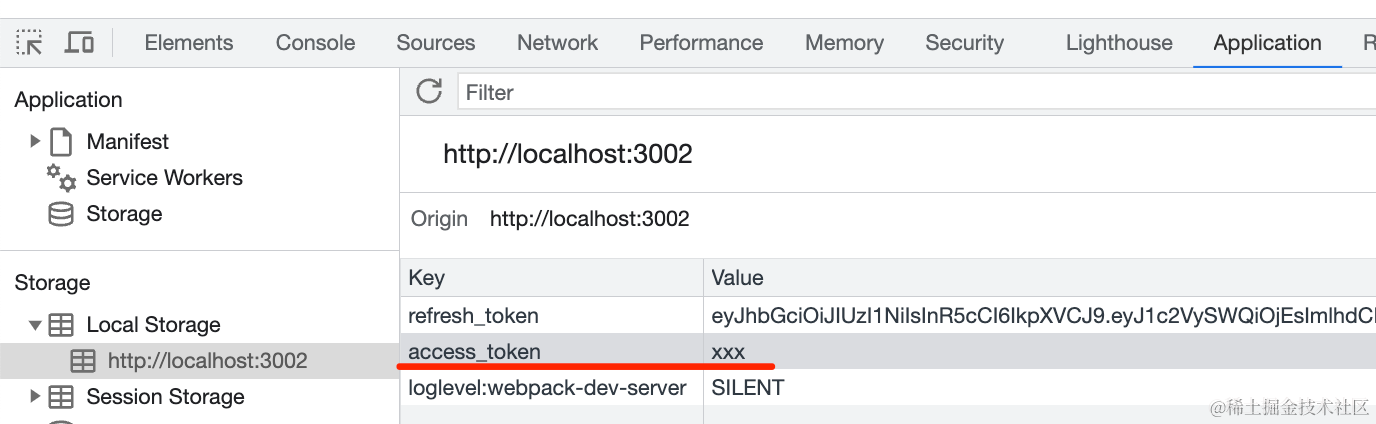 Elements Console Sources Network Performance Memory Security Lighthouse Application R
Application
Filter
Manifest
http://localhost:3002
Service Workers
Storage
Origin http://localhost:3002
Storage
Key Value
Local Storage
refresh_token eyJhbGciOiJIUzI1NiIsInR5cCI6IkpXVCJ9.eyJ1c2VySWQiOjEsImlhdCI
http://localhost:3002
access_token xxx
loglevel:webpack-dev-server SILENT
Session Storage
@稀土掘金技术社区